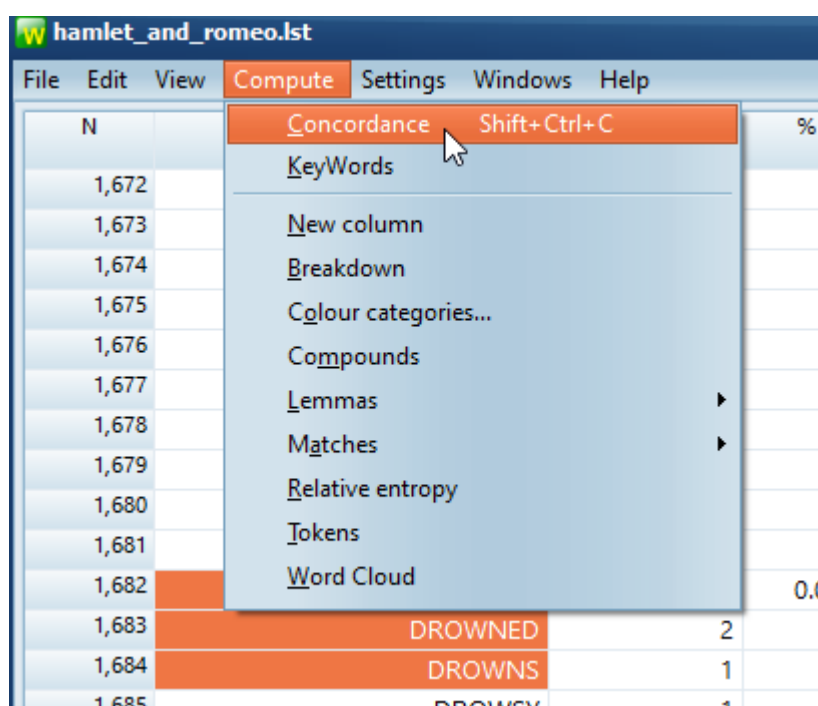 W hamlet_and_romeo.lst
File Edit View Compute Settings Windows Help
N %
Concordance Shift+Ctrl+C
KeyWords
1,672
1,673 New column
1,674 Breakdown
1,675 Colour categories...
1,676 Compounds
1,677 Lemmas
1,678 Matches
1,679
1,680 Relative entropy
1,681 Tokens
1,682 Word Cloud
1,683 DROWNED 2
1,684 DROWNS 1